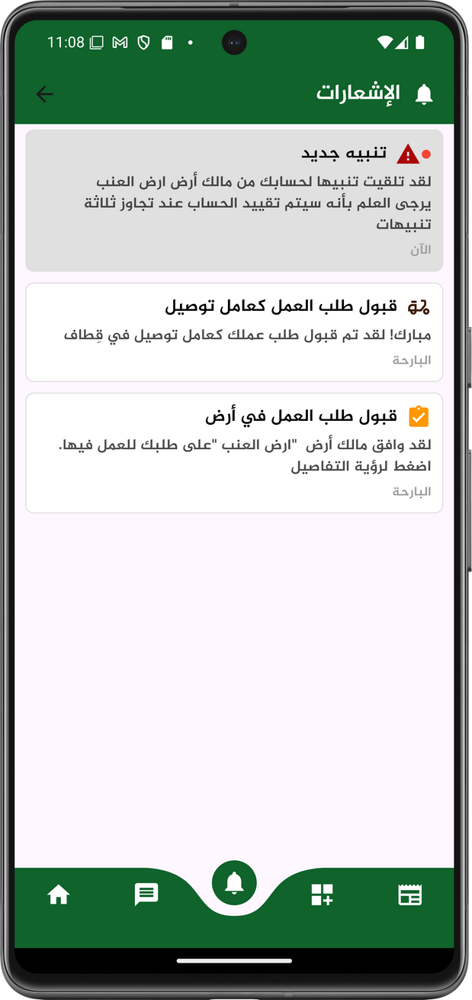 11:08
الإشعارات
تنبيه جديد
لقد تلقيت تنبيها لحسابك من مالك أرض ارض العنب
يرجى العلم بأنه سيتم تقييد الحساب عند تجاوز ثلاثة
تنبيهات
الآن
قبول طلب العمل كعامل توصيل
مبارك! لقد تم قبول طلب عملك كعامل توصيل في قِطاف
البارحة
قبول طلب العمل في أرض
لقد وافق مالك أرض "ارض العنب "على طلبك للعمل فيها.
اضغط لرؤية التفاصيل
البارحة